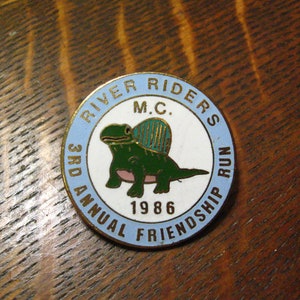 RIVER RIDERS
M.C.
1986
3RD ANNUAL FRIENDSHIP RUN